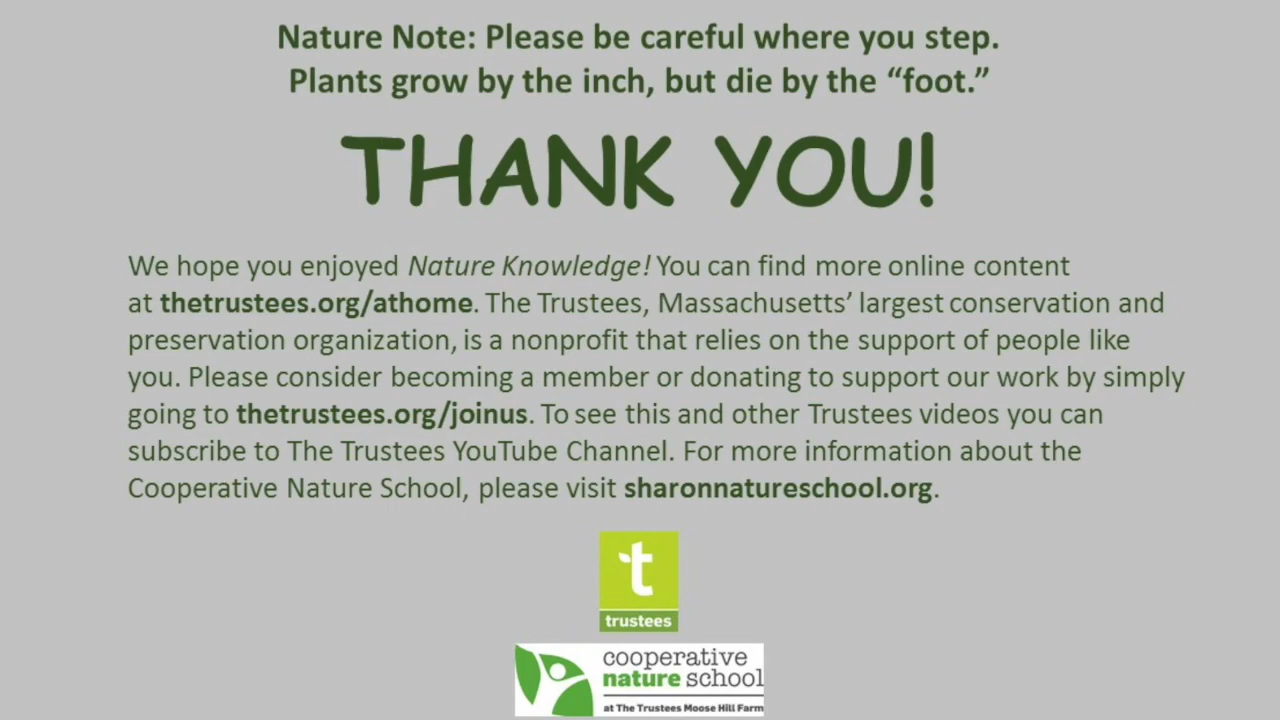 Nature Note: Please be careful where you step.
Plants grow by the inch, but die by the “foot.”
THANK YOU!
We hope you enjoyed Nature Knowledge! You can find more online content
at thetrustees.org/athome. The Trustees, Massachusetts’ largest conservation and
preservation organization, is a nonprofit that relies on the support of people like
you. Please consider becoming a member or donating to support our work by simply
going to thetrustees.org/joinus. To see this and other Trustees videos you can
subscribe to The Trustees YouTube Channel. For more information about the
Cooperative Nature School, please visit sharonnatureschool.org.
t
trustees
cooperative
nature school
at The Trustees Moose Hill Farm